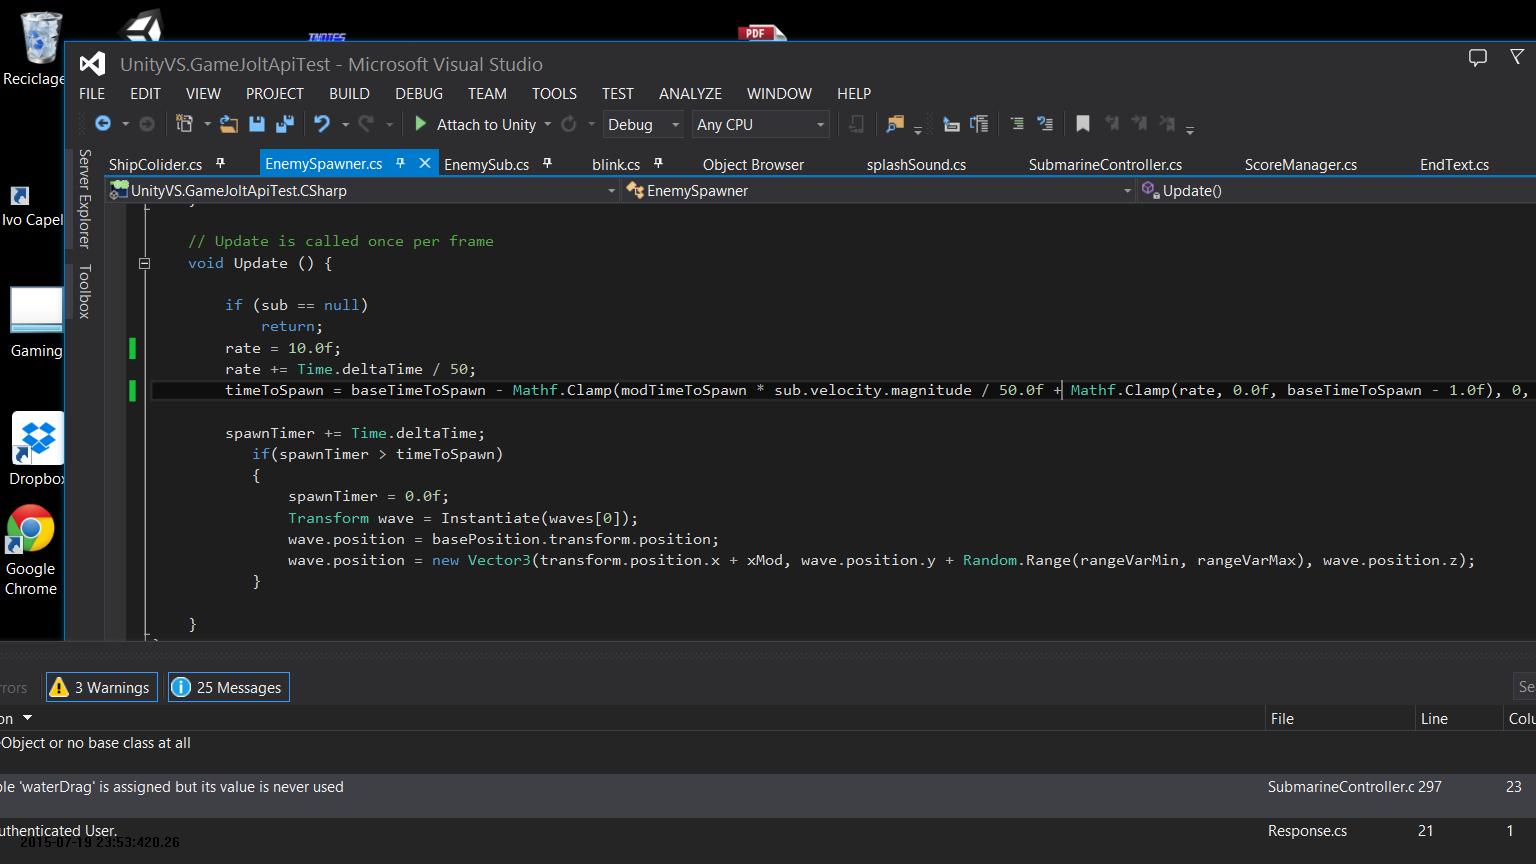 INOTES
PDF
Reciclage
UnityVS.GameJoltApiTest - Microsoft Visual Studio
FILE EDIT VIEW PROJECT BUILD DEBUG TEAM TOOLS TEST ANALYZE WINDOW HELP
Attach to Unity Debug Any CPU
ShipColider.cs EnemySpawner.cs EnemySub.cs blink.cs Object Browser splashSound.cs SubmarineController.cs ScoreManager.cs EndText.cs
UnityVS.GameJoltApiTest.CSharp EnemySpawner Update()
Server Explorer
Toolbox
Ivo Capel
Gaming
Dropbox
Google
Chrome
}
// Update is called once per frame
void Update () {
if (sub == null)
return;
rate = 10.0f;
rate += Time.deltaTime / 50;
timeToSpawn = baseTimeToSpawn - Mathf.Clamp(modTimeToSpawn * sub.velocity.magnitude / 50.0f + Mathf.Clamp(rate, 0.0f, baseTimeToSpawn - 1.0f), 0,
spawnTimer += Time.deltaTime;
if(spawnTimer > timeToSpawn)
{
spawnTimer = 0.0f;
Transform wave = Instantiate(waves[0]);
wave.position = basePosition.transform.position;
wave.position = new Vector3(transform.position.x + xMod, wave.position.y + Random.Range(rangeVarMin, rangeVarMax), wave.position.z);
}
}
rrors 3 Warnings 25 Messages Se
on File Line Colu
Object or no base class at all
ble 'waterDrag' is assigned but its value is never used SubmarineController.c 297 23
uthenticated User. Response.cs 21 1
2015-07-19 23:53:420.26